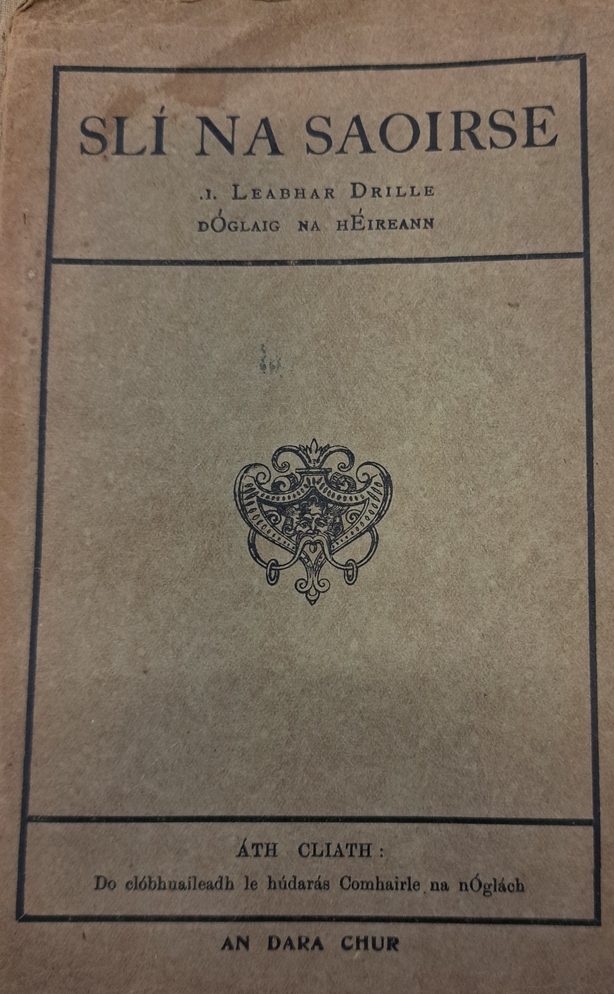 SLÍ NA SAOIRSE
.I. LEABHAR DRILLE
DÓGLAIG NA HÉIREANN
ÁTH CLIATH :
Do clóbhuaileadh le húdarás Comhairle na nÓglách
AN DARA CHUR